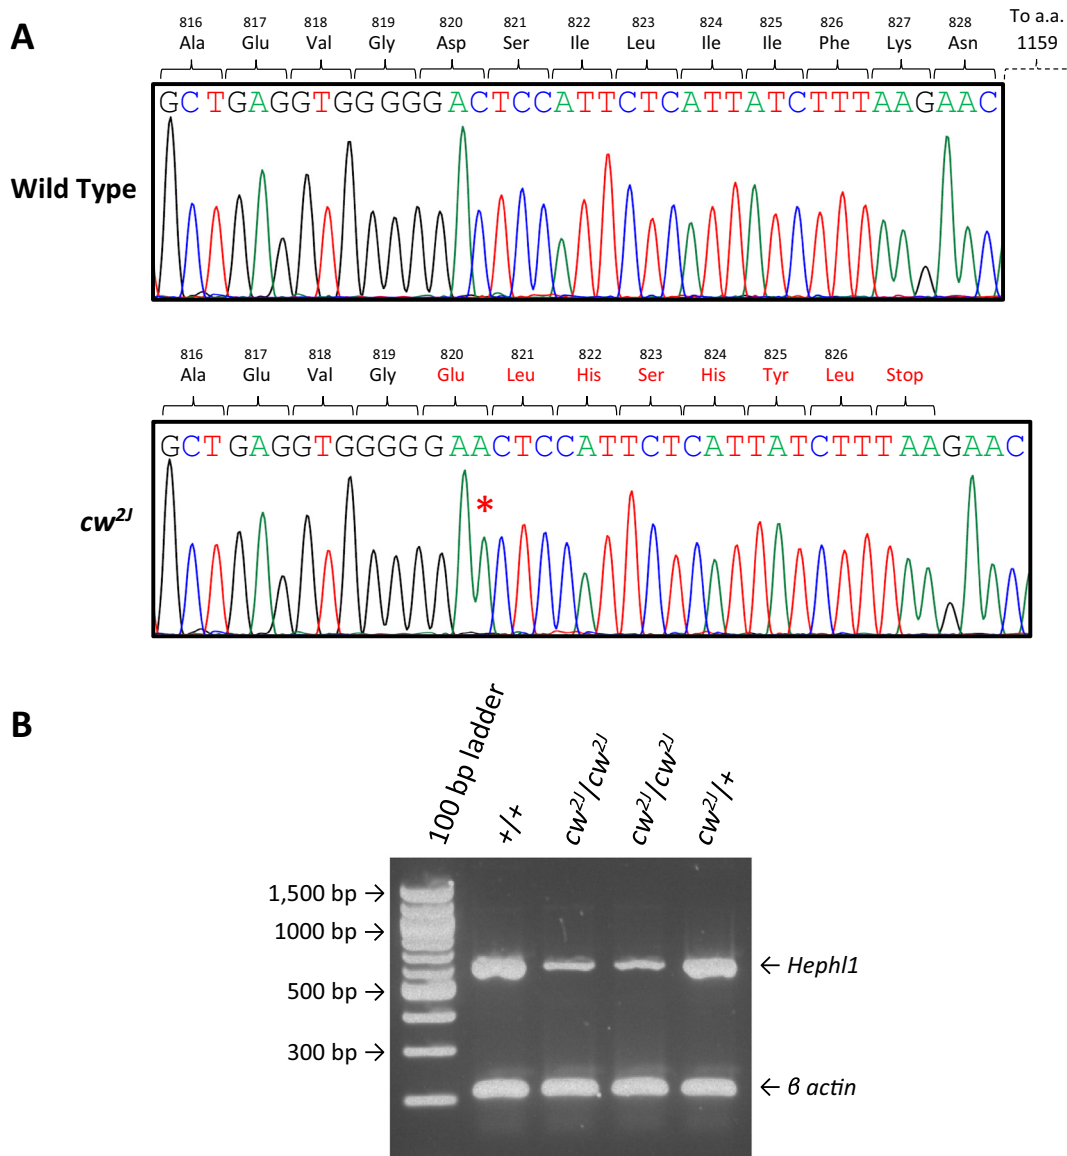 A
816 817 818 819 820 821 822 823 824 825 826 827 828 To a.a.
Ala Glu Val Gly Asp Ser Ile Leu Ile Ile Phe Lys Asn 1159
GCTGAGGTGGGGGACTCCATTCTCATTATCTTTAAGAAC
Wild Type
816 817 818 819 820 821 822 823 824 825 826
Ala Glu Val Gly Glu Leu His Ser His Tyr Leu Stop
GCTGAGGTGGGGGAACTCCATTCTCATTATCTTTAAGAAC
*
cw²ᴶ
B
100 bp ladder
+/+
cw²ᴶ/cw²ᴶ
cw²ᴶ/cw²ᴶ
cw²ᴶ/+
1,500 bp →
1000 bp →
← Hephl1
500 bp →
300 bp →
← β actin